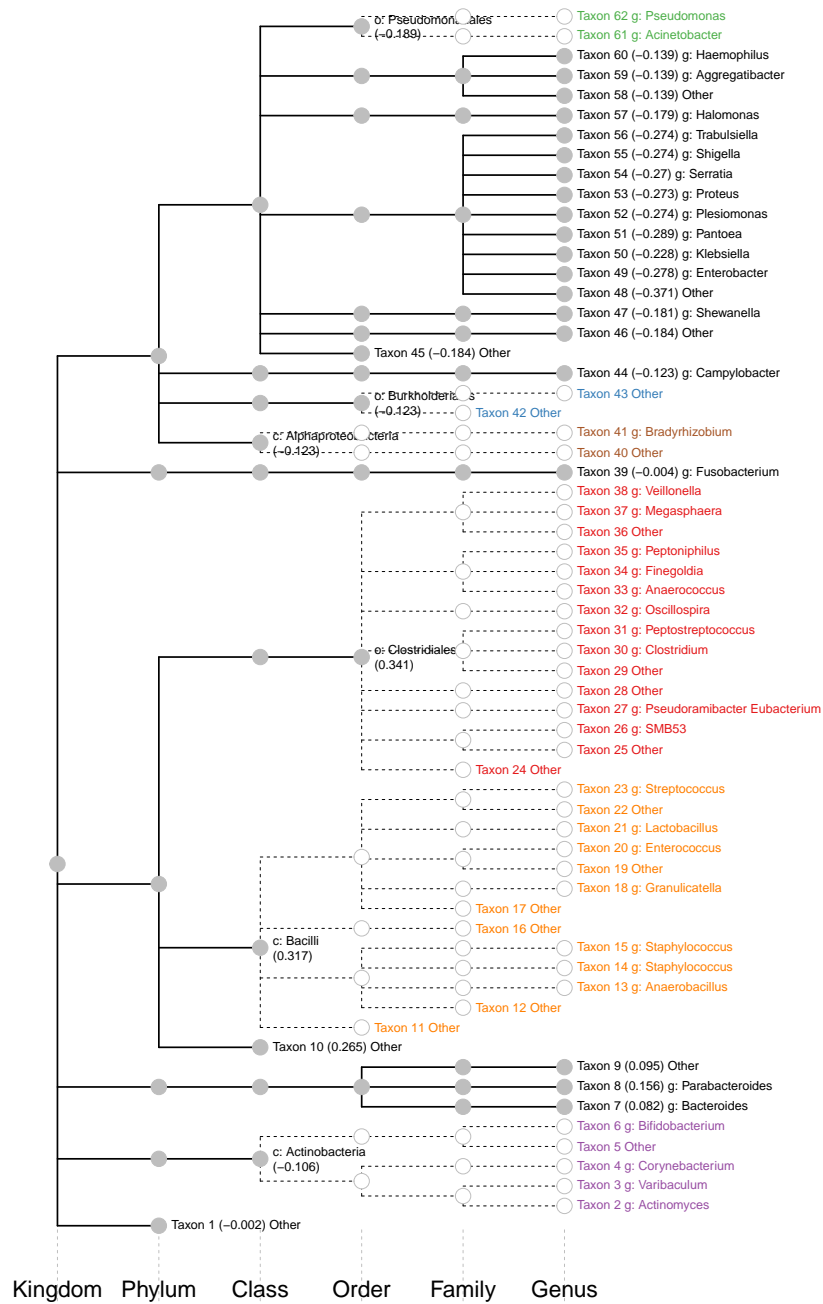 Taxon 62 g: Pseudomonas
o: Pseudomonadales
(−0.189)
Taxon 61 g: Acinetobacter
Taxon 60 (−0.139) g: Haemophilus
Taxon 59 (−0.139) g: Aggregatibacter
Taxon 58 (−0.139) Other
Taxon 57 (−0.179) g: Halomonas
Taxon 56 (−0.274) g: Trabulsiella
Taxon 55 (−0.274) g: Shigella
Taxon 54 (−0.27) g: Serratia
Taxon 53 (−0.273) g: Proteus
Taxon 52 (−0.274) g: Plesiomonas
Taxon 51 (−0.289) g: Pantoea
Taxon 50 (−0.228) g: Klebsiella
Taxon 49 (−0.278) g: Enterobacter
Taxon 48 (−0.371) Other
Taxon 47 (−0.181) g: Shewanella
Taxon 46 (−0.184) Other
Taxon 45 (−0.184) Other
Taxon 44 (−0.123) g: Campylobacter
Taxon 43 Other
o: Burkholderiales
(−0.123)
Taxon 42 Other
Taxon 41 g: Bradyrhizobium
c: Alphaproteobacteria
(−0.123)
Taxon 40 Other
Taxon 39 (−0.004) g: Fusobacterium
Taxon 38 g: Veillonella
Taxon 37 g: Megasphaera
Taxon 36 Other
Taxon 35 g: Peptoniphilus
Taxon 34 g: Finegoldia
Taxon 33 g: Anaerococcus
Taxon 32 g: Oscillospira
Taxon 31 g: Peptostreptococcus
Taxon 30 g: Clostridium
o: Clostridiales
(0.341)
Taxon 29 Other
Taxon 28 Other
Taxon 27 g: Pseudoramibacter Eubacterium
Taxon 26 g: SMB53
Taxon 25 Other
Taxon 24 Other
Taxon 23 g: Streptococcus
Taxon 22 Other
Taxon 21 g: Lactobacillus
Taxon 20 g: Enterococcus
Taxon 19 Other
Taxon 18 g: Granulicatella
Taxon 17 Other
Taxon 16 Other
c: Bacilli
(0.317)
Taxon 15 g: Staphylococcus
Taxon 14 g: Staphylococcus
Taxon 13 g: Anaerobacillus
Taxon 12 Other
Taxon 11 Other
Taxon 10 (0.265) Other
Taxon 9 (0.095) Other
Taxon 8 (0.156) g: Parabacteroides
Taxon 7 (0.082) g: Bacteroides
Taxon 6 g: Bifidobacterium
Taxon 5 Other
c: Actinobacteria
(−0.106)
Taxon 4 g: Corynebacterium
Taxon 3 g: Varibaculum
Taxon 2 g: Actinomyces
Taxon 1 (−0.002) Other
Kingdom Phylum Class Order Family Genus